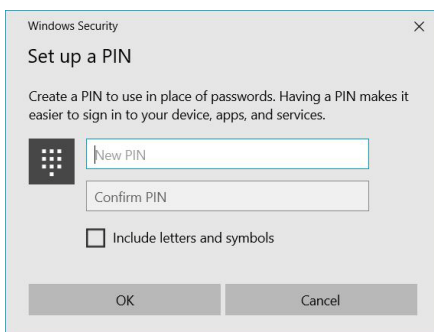 Windows Security
Set up a PIN
Create a PIN to use in place of passwords. Having a PIN makes it
easier to sign in to your device, apps, and services.
New PIN
Confirm PIN
Include letters and symbols
OK Cancel